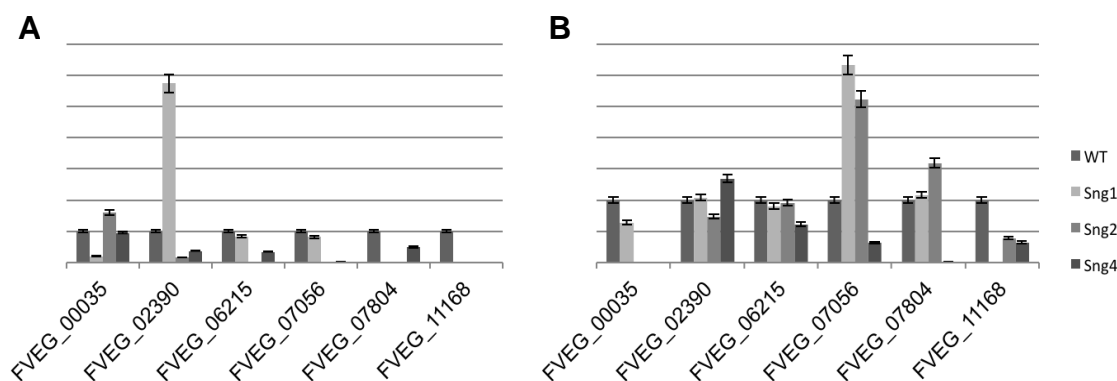 A
B
WT
Sng1
Sng2
Sng4
FVEG_00035
FVEG_02390
FVEG_06215
FVEG_07056
FVEG_07804
FVEG_11168
FVEG_00035
FVEG_02390
FVEG_06215
FVEG_07056
FVEG_07804
FVEG_11168